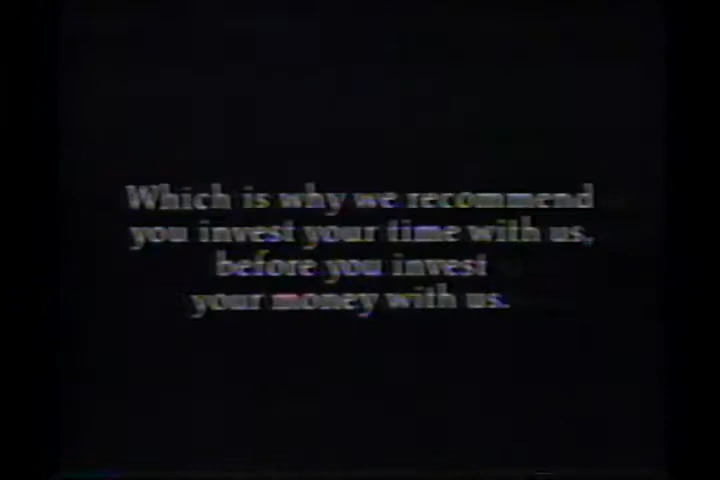 Which is why we recommend
you invest your time with us,
before you invest
your money with us.